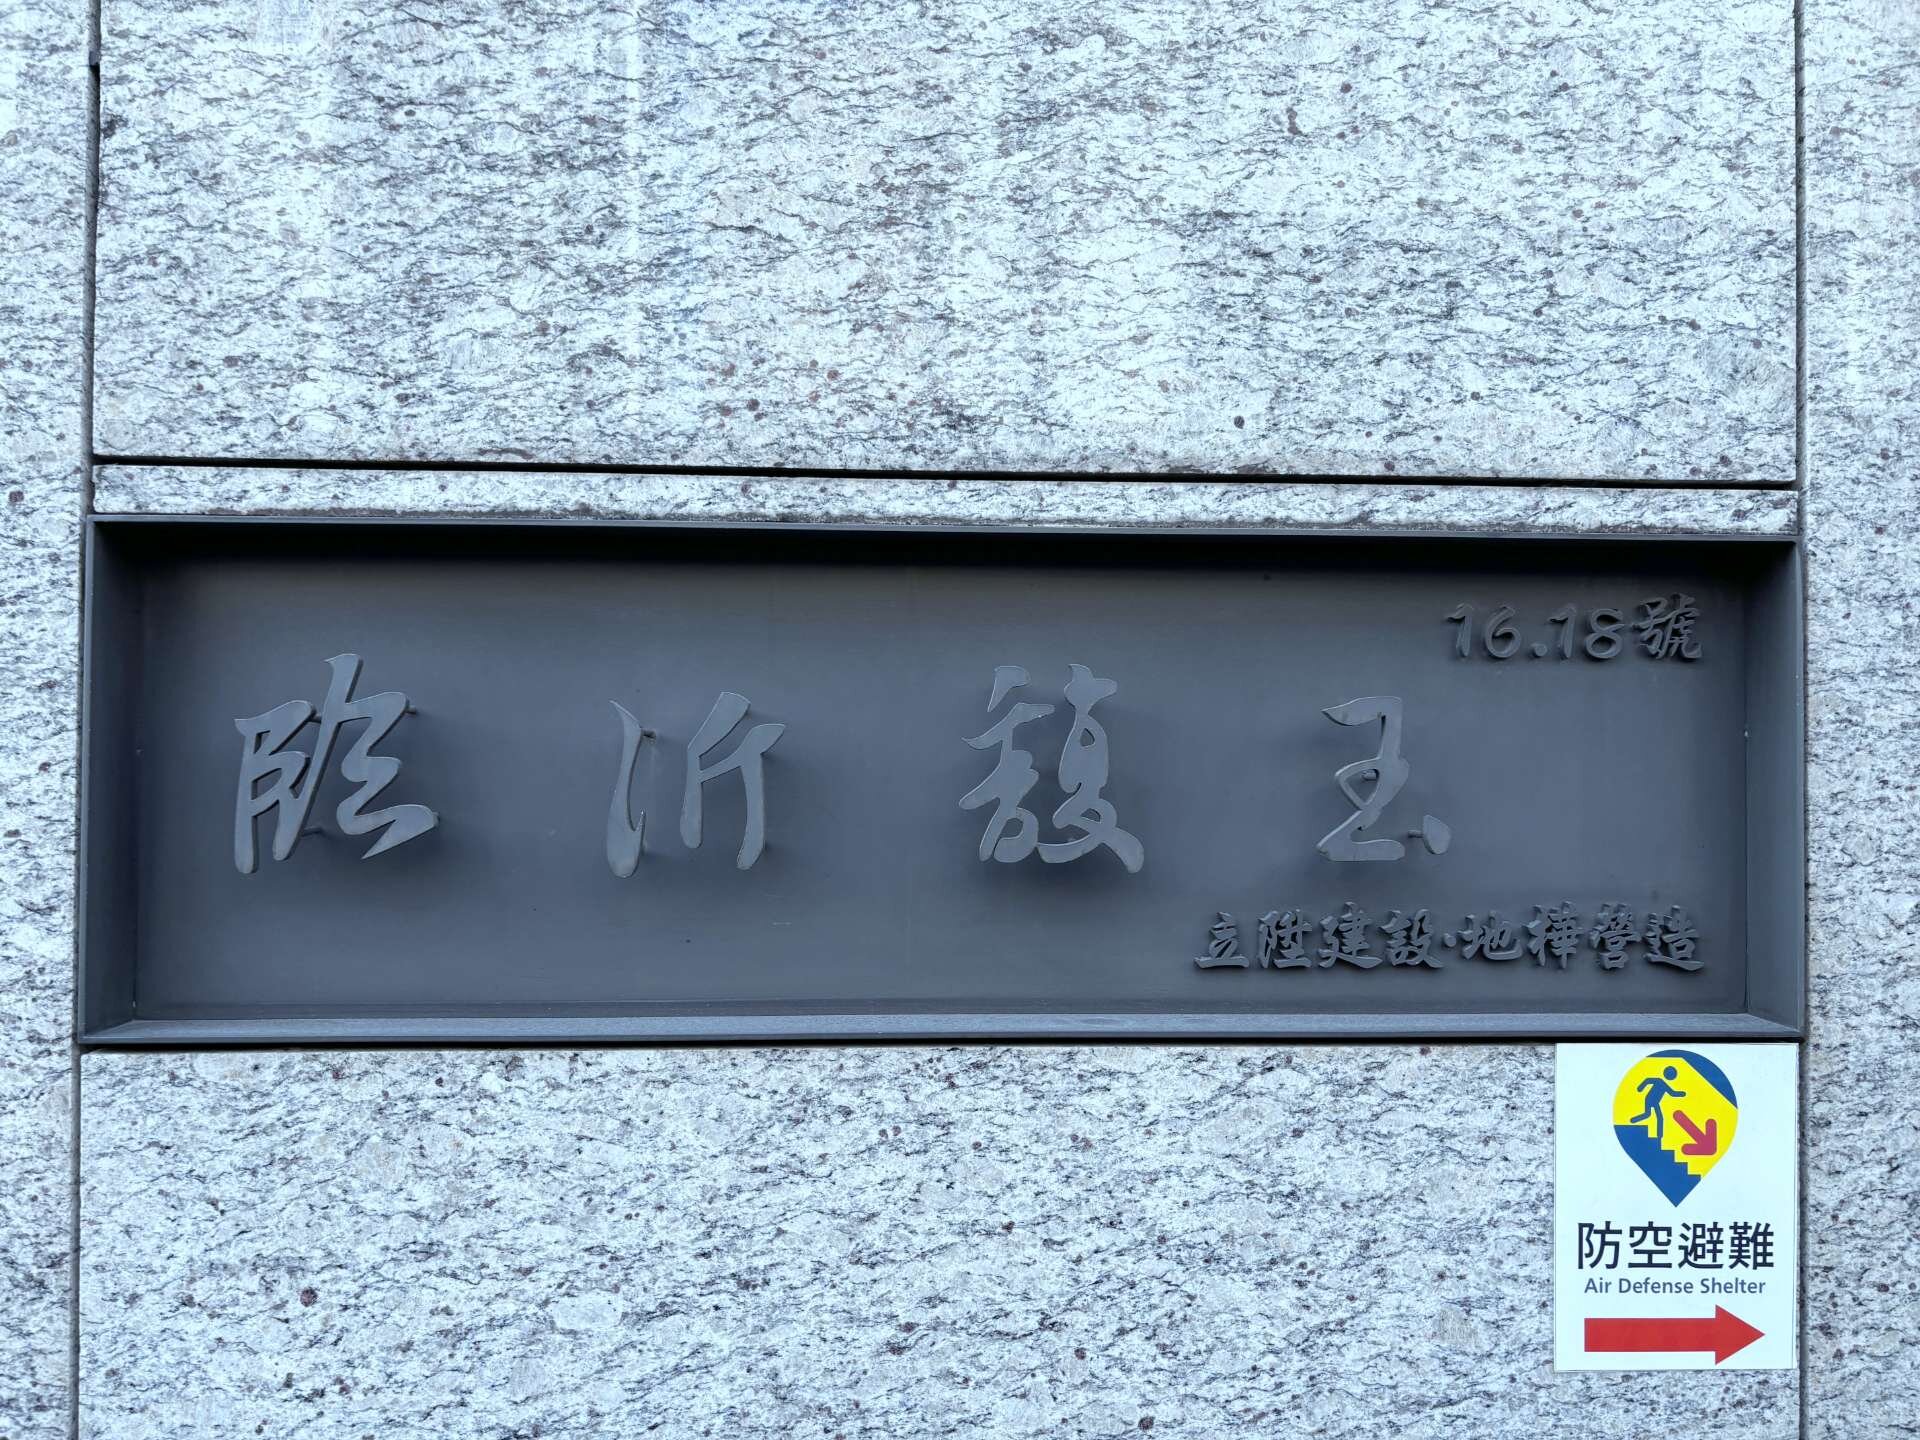 16.18號
臨沂馥玉
立陞建設·地樺營造
防空避難
Air Defense Shelter